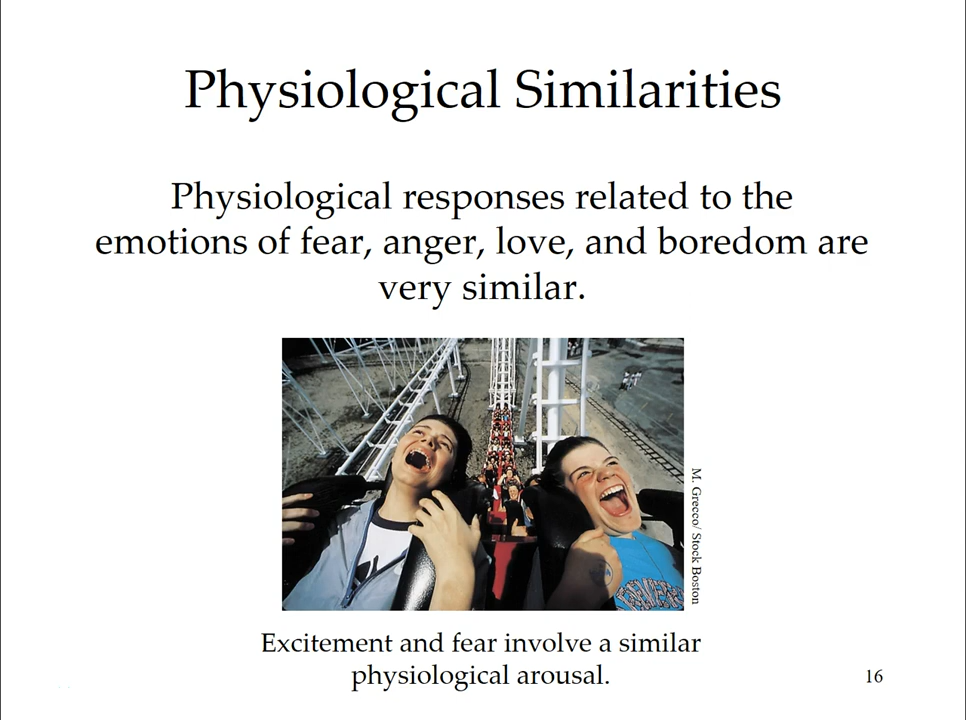 Physiological Similarities
Physiological responses related to the
emotions of fear, anger, love, and boredom are
very similar.
M. Grecco/ Stock Boston
Excitement and fear involve a similar
physiological arousal.
16